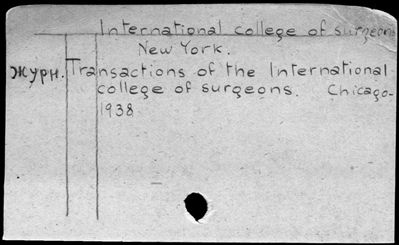 International college of surgeons
New York.
Журн. Transactions of the International
college of surgeons. Chicago-
1938